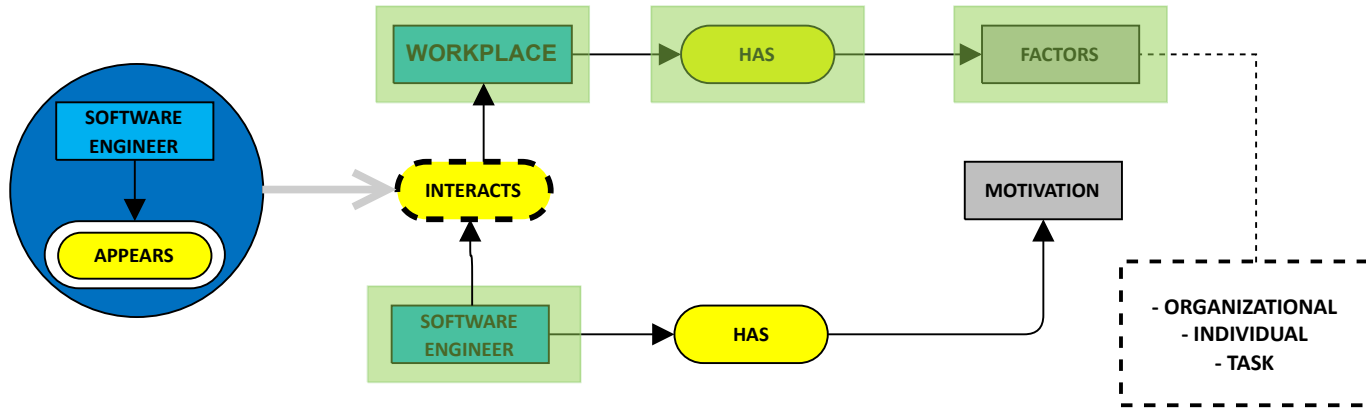 SOFTWARE
ENGINEER
APPEARS
WORKPLACE
HAS
FACTORS
INTERACTS
MOTIVATION
SOFTWARE
ENGINEER
HAS
- ORGANIZATIONAL
- INDIVIDUAL
- TASK